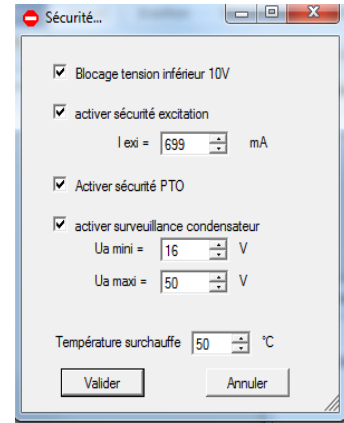 Sécurité...
Blocage tension inférieur 10V
activer sécurité excitation
I exi = 699 mA
Activer sécurité PTO
activer surveuillance condensateur
Ua mini = 16 V
Ua maxi = 50 V
Température surchauffe 50 °C
Valider Annuler